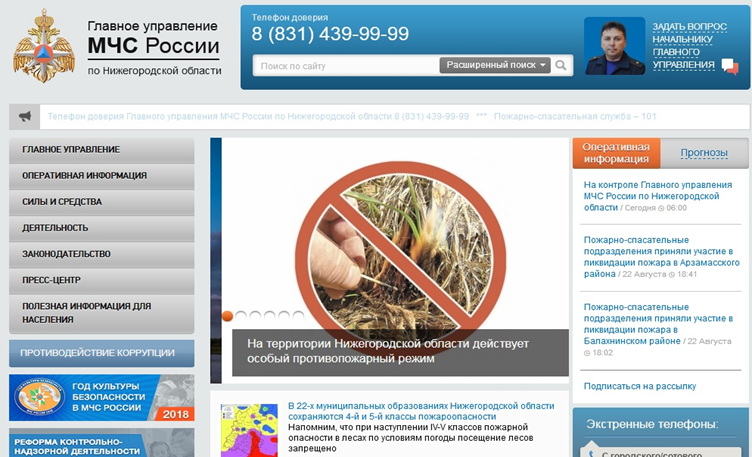 Главное управление
МЧС России
по Нижегородской области
Телефон доверия
8 (831) 439-99-99
Поиск по сайту
Расширенный поиск
ЗАДАТЬ ВОПРОС
НАЧАЛЬНИКУ
ГЛАВНОГО
УПРАВЛЕНИЯ
Телефон доверия Главного управления МЧС России по Нижегородской области 8 (831) 439-99-99 *** Пожарно-спасательная служба – 101
ГЛАВНОЕ УПРАВЛЕНИЕ
ОПЕРАТИВНАЯ ИНФОРМАЦИЯ
СИЛЫ И СРЕДСТВА
ДЕЯТЕЛЬНОСТЬ
ЗАКОНОДАТЕЛЬСТВО
ПРЕСС-ЦЕНТР
ПОЛЕЗНАЯ ИНФОРМАЦИЯ ДЛЯ
НАСЕЛЕНИЯ
ПРОТИВОДЕЙСТВИЕ КОРРУПЦИИ
ГОД КУЛЬТУРЫ
БЕЗОПАСНОСТИ
В МЧС РОССИИ
2018
РЕФОРМА КОНТРОЛЬНО-
НАДЗОРНОЙ ДЕЯТЕЛЬНОСТИ
На территории Нижегородской области действует
особый противопожарный режим
В 22-х муниципальных образованиях Нижегородской области
сохраняются 4-й и 5-й классы пожароопасности
Напомним, что при наступлении IV-V классов пожарной
опасности в лесах по условиям погоды посещение лесов
запрещено
Оперативная
информация
Прогнозы
На контроле Главного управления
МЧС России по Нижегородской
области / Сегодня 06:00
Пожарно-спасательные
подразделения приняли участие в
ликвидации пожара в Арзамасского
района / 22 Августа 18:41
Пожарно-спасательные
подразделения приняли участие в
ликвидации пожара в
Балахнинском районе / 22 Августа
18:02
Подписаться на рассылку
Экстренные телефоны:
С городского/сотового